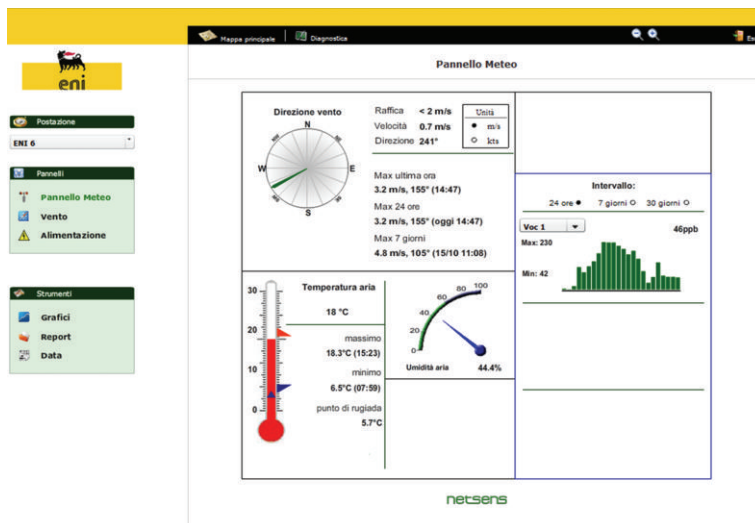 Mappa principale
Diagnostica
eni
Pannello Meteo
Postazione
ENI 6
Pannelli
Pannello Meteo
Vento
Alimentazione
Strumenti
Grafici
Report
Data
Direzione vento
N
W
E
S
Raffica < 2 m/s
Velocità 0.7 m/s
Direzione 241°
Unità
m/s
kts
Max ultima ora
3.2 m/s, 155° (14:47)
Max 24 ore
3.2 m/s, 155° (oggi 14:47)
Max 7 giorni
4.8 m/s, 105° (15/10 11:08)
Intervallo:
24 ore 7 giorni 30 giorni
Voc 1
46ppb
Max: 230
Min: 42
Temperatura aria
18 °C
30
20
10
0
massimo
18.3°C (15:23)
minimo
6.5°C (07:59)
punto di rugiada
5.7°C
0
20
40
60
80
100
Umidità aria 44.4%
netsens